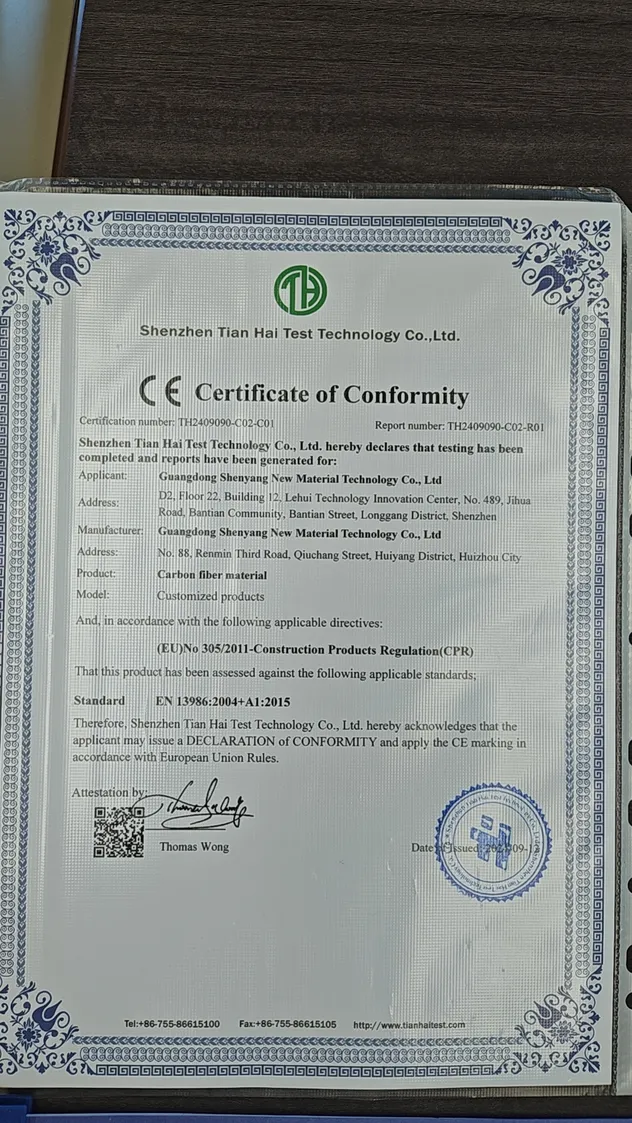 TH
Shenzhen Tian Hai Test Technology Co.,Ltd.
CE Certificate of Conformity
Certification number: TH2409090-C02-C01 Report number: TH2409090-C02-R01
Shenzhen Tian Hai Test Technology Co., Ltd. hereby declares that testing has been
completed and reports have been generated for:
Applicant: Guangdong Shenyang New Material Technology Co., Ltd
Address: D2, Floor 22, Building 12, Lehui Technology Innovation Center, No. 489, Jihua
Road, Bantian Community, Bantian Street, Longgang District, Shenzhen
Manufacturer: Guangdong Shenyang New Material Technology Co., Ltd
Address: No. 88, Renmin Third Road, Qiuchang Street, Huiyang District, Huizhou City
Product: Carbon fiber material
Model: Customized products
And, in accordance with the following applicable directives:
(EU)No 305/2011-Construction Products Regulation(CPR)
That this product has been assessed against the following applicable standards;
Standard EN 13986:2004+A1:2015
Therefore, Shenzhen Tian Hai Test Technology Co., Ltd. hereby acknowledges that the
applicant may issue a DECLARATION of CONFORMITY and apply the CE marking in
accordance with European Union Rules.
Attestation by:
Thomas Wong
Date of Issued:
Tel:+86-755-86615100 Fax:+86-755-86615105 http://www.tianhaitest.com